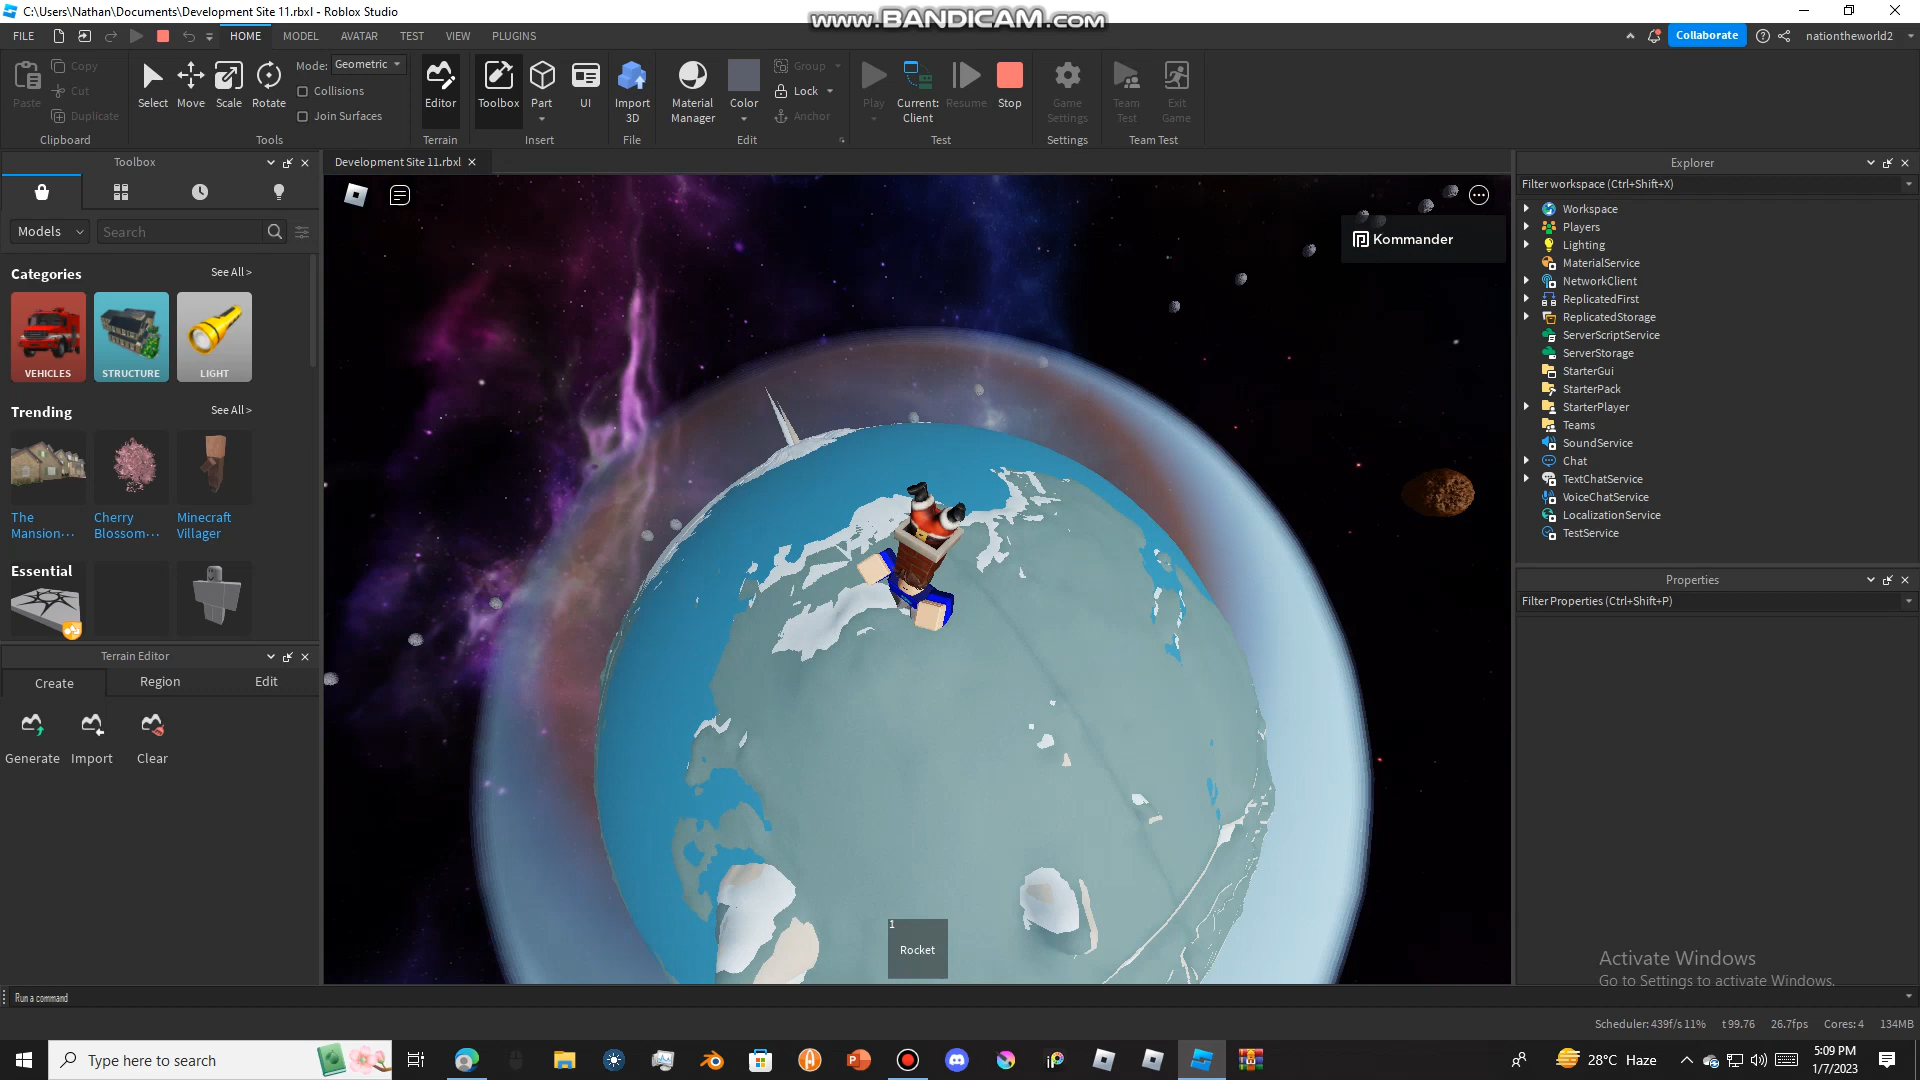 C:\Users\Nathan\Documents\Development Site 11.rbxl - Roblox Studio
www.BANDICAM.com
FILE
HOME
MODEL
AVATAR
TEST
VIEW
PLUGINS
Collaborate
nationtheworld2
Paste
Copy
Cut
Duplicate
Clipboard
Select
Move
Scale
Rotate
Mode: Geometric
Collisions
Join Surfaces
Tools
Editor
Terrain
Toolbox
Part
UI
Insert
Import 3D
File
Material Manager
Color
Group
Lock
Anchor
Edit
Play
Current: Client
Resume
Stop
Test
Game Settings
Settings
Team Test
Exit Game
Team Test
Toolbox
Models
Search
Categories
See All >
VEHICLES
STRUCTURE
LIGHT
Trending
See All >
The Mansion...
Cherry Blossom...
Minecraft Villager
Essential
Terrain Editor
Create
Region
Edit
Generate
Import
Clear
Development Site 11.rbxl
Kommander
1
Rocket
Explorer
Filter workspace (Ctrl+Shift+X)
Workspace
Players
Lighting
MaterialService
NetworkClient
ReplicatedFirst
ReplicatedStorage
ServerScriptService
ServerStorage
StarterGui
StarterPack
StarterPlayer
Teams
SoundService
Chat
TextChatService
VoiceChatService
LocalizationService
TestService
Properties
Filter Properties (Ctrl+Shift+P)
Activate Windows
Go to Settings to activate Windows.
Run a command
Scheduler: 439f/s 11%
t 99.76
26.7fps
Cores: 4
134MB
Type here to search
28°C Haze
5:09 PM
1/7/2023